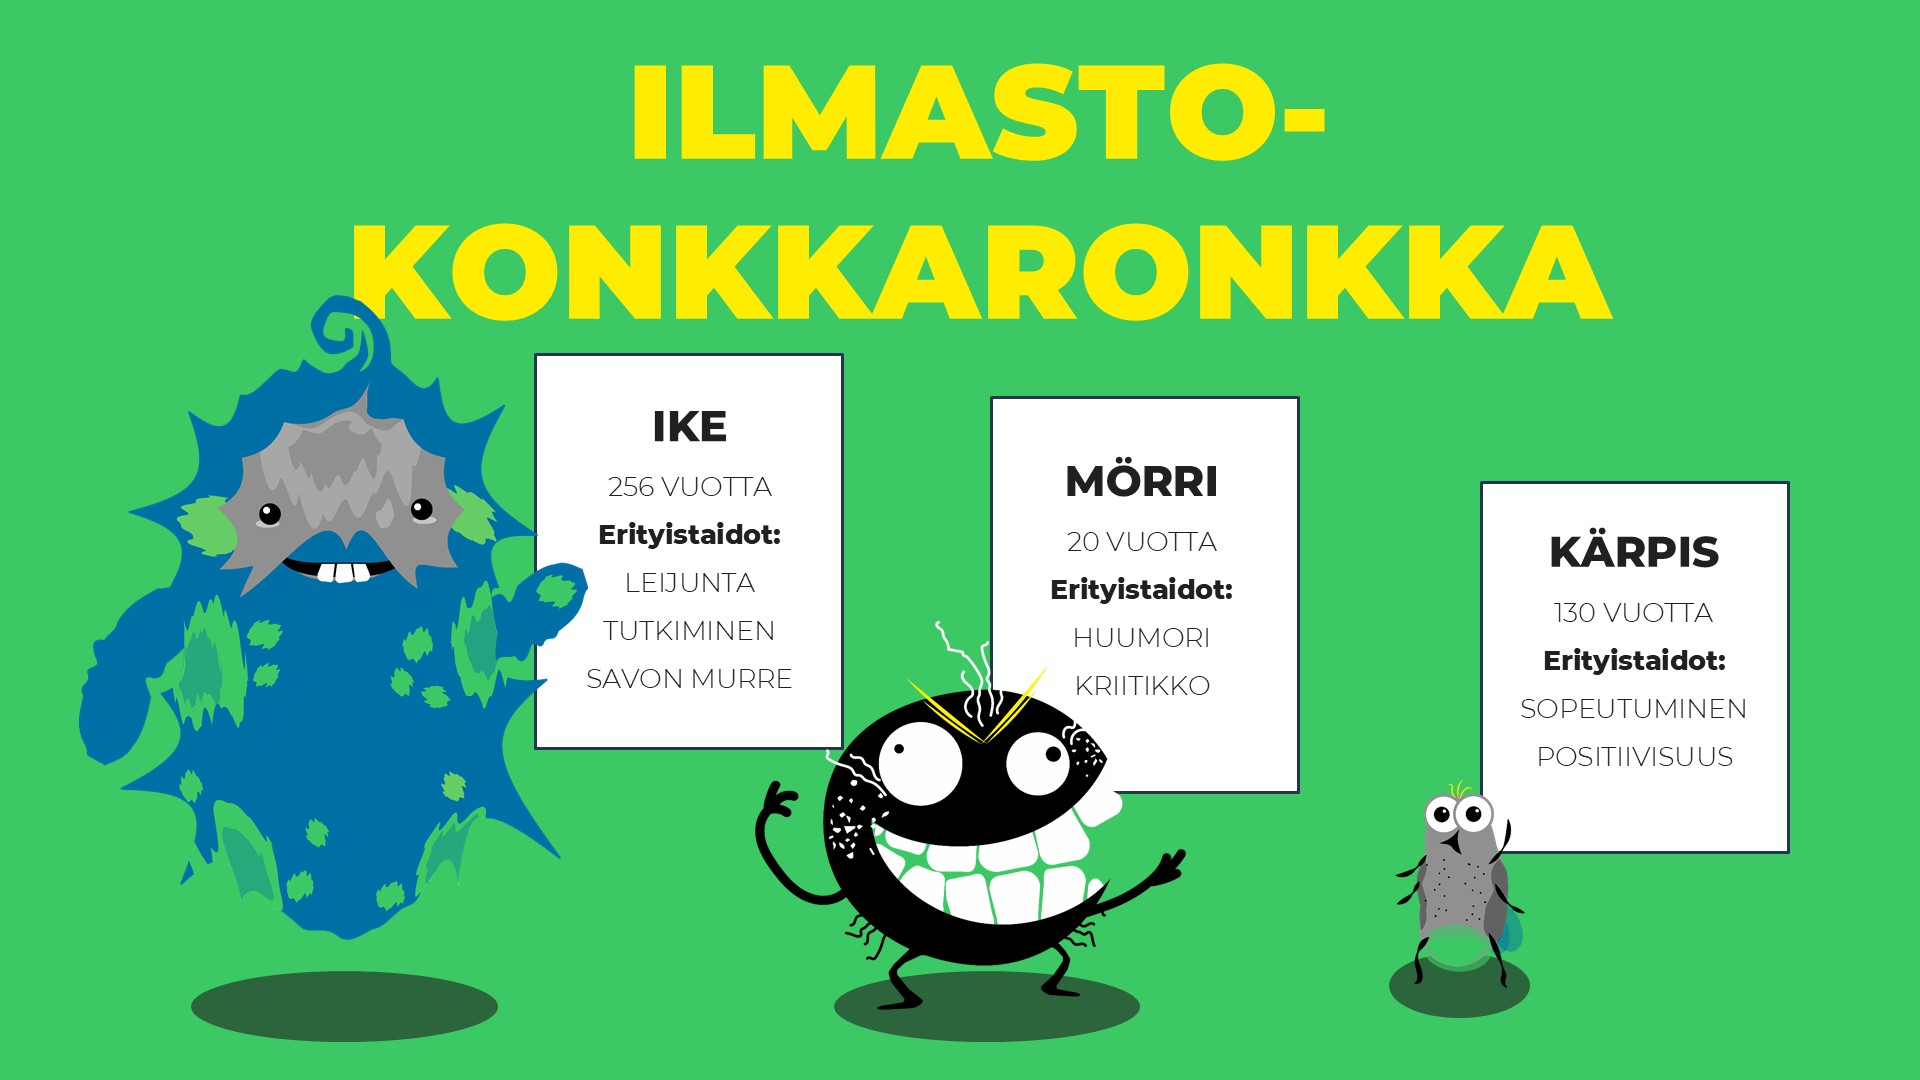 ILMASTO-
KONKKARONKKA
IKE
256 VUOTTA
Erityistaidot:
LEIJUNTA
TUTKIMINEN
SAVON MURRE
MÖRRI
20 VUOTTA
Erityistaidot:
HUUMORI
KRIITIKKO
KÄRPIS
130 VUOTTA
Erityistaidot:
SOPEUTUMINEN
POSITIIVISUUS